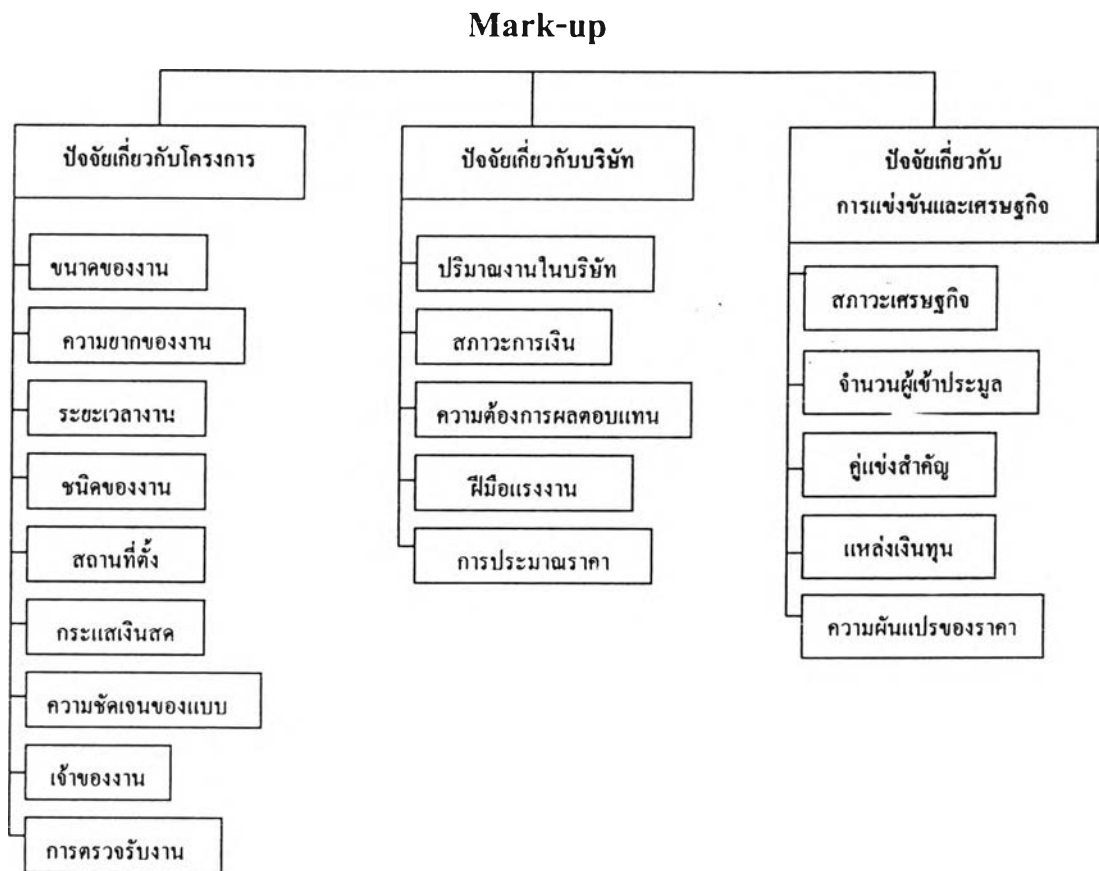 Mark-up
ปัจจัยเกี่ยวกับโครงการ
ขนาดของงาน
ความยากของงาน
ระยะเวลางาน
ชนิดของงาน
สถานที่ตั้ง
กระแสเงินสด
ความชัดเจนของแบบ
เจ้าของงาน
การตรวจรับงาน
ปัจจัยเกี่ยวกับบริษัท
ปริมาณงานในบริษัท
สภาวะการเงิน
ความต้องการผลตอบแทน
ฝีมือแรงงาน
การประมาณราคา
ปัจจัยเกี่ยวกับ
การแข่งขันและเศรษฐกิจ
สภาวะเศรษฐกิจ
จำนวนผู้เข้าประมูล
คู่แข่งสำคัญ
แหล่งเงินทุน
ความผันแปรของราคา